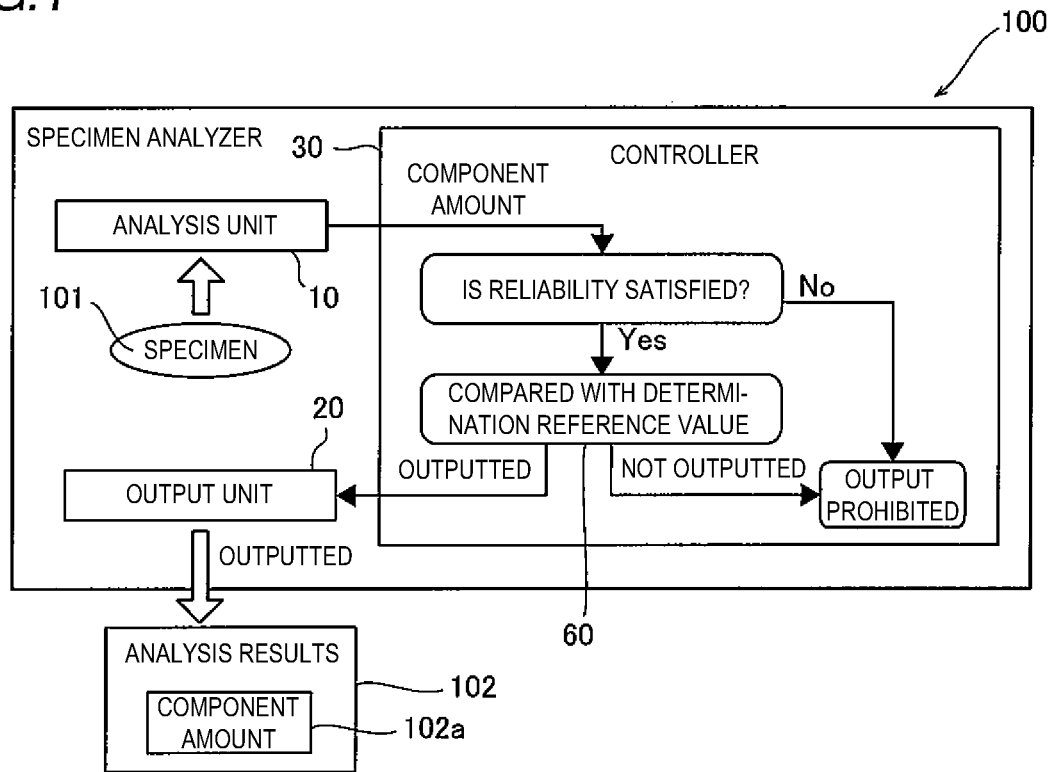 100
SPECIMEN ANALYZER
30
CONTROLLER
COMPONENT
AMOUNT
ANALYSIS UNIT
10
IS RELIABILITY SATISFIED?
No
101
SPECIMEN
Yes
COMPARED WITH DETERMI-
NATION REFERENCE VALUE
20
OUTPUTTED
NOT OUTPUTTED
OUTPUT UNIT
OUTPUT
PROHIBITED
OUTPUTTED
60
ANALYSIS RESULTS
102
COMPONENT
AMOUNT
102a